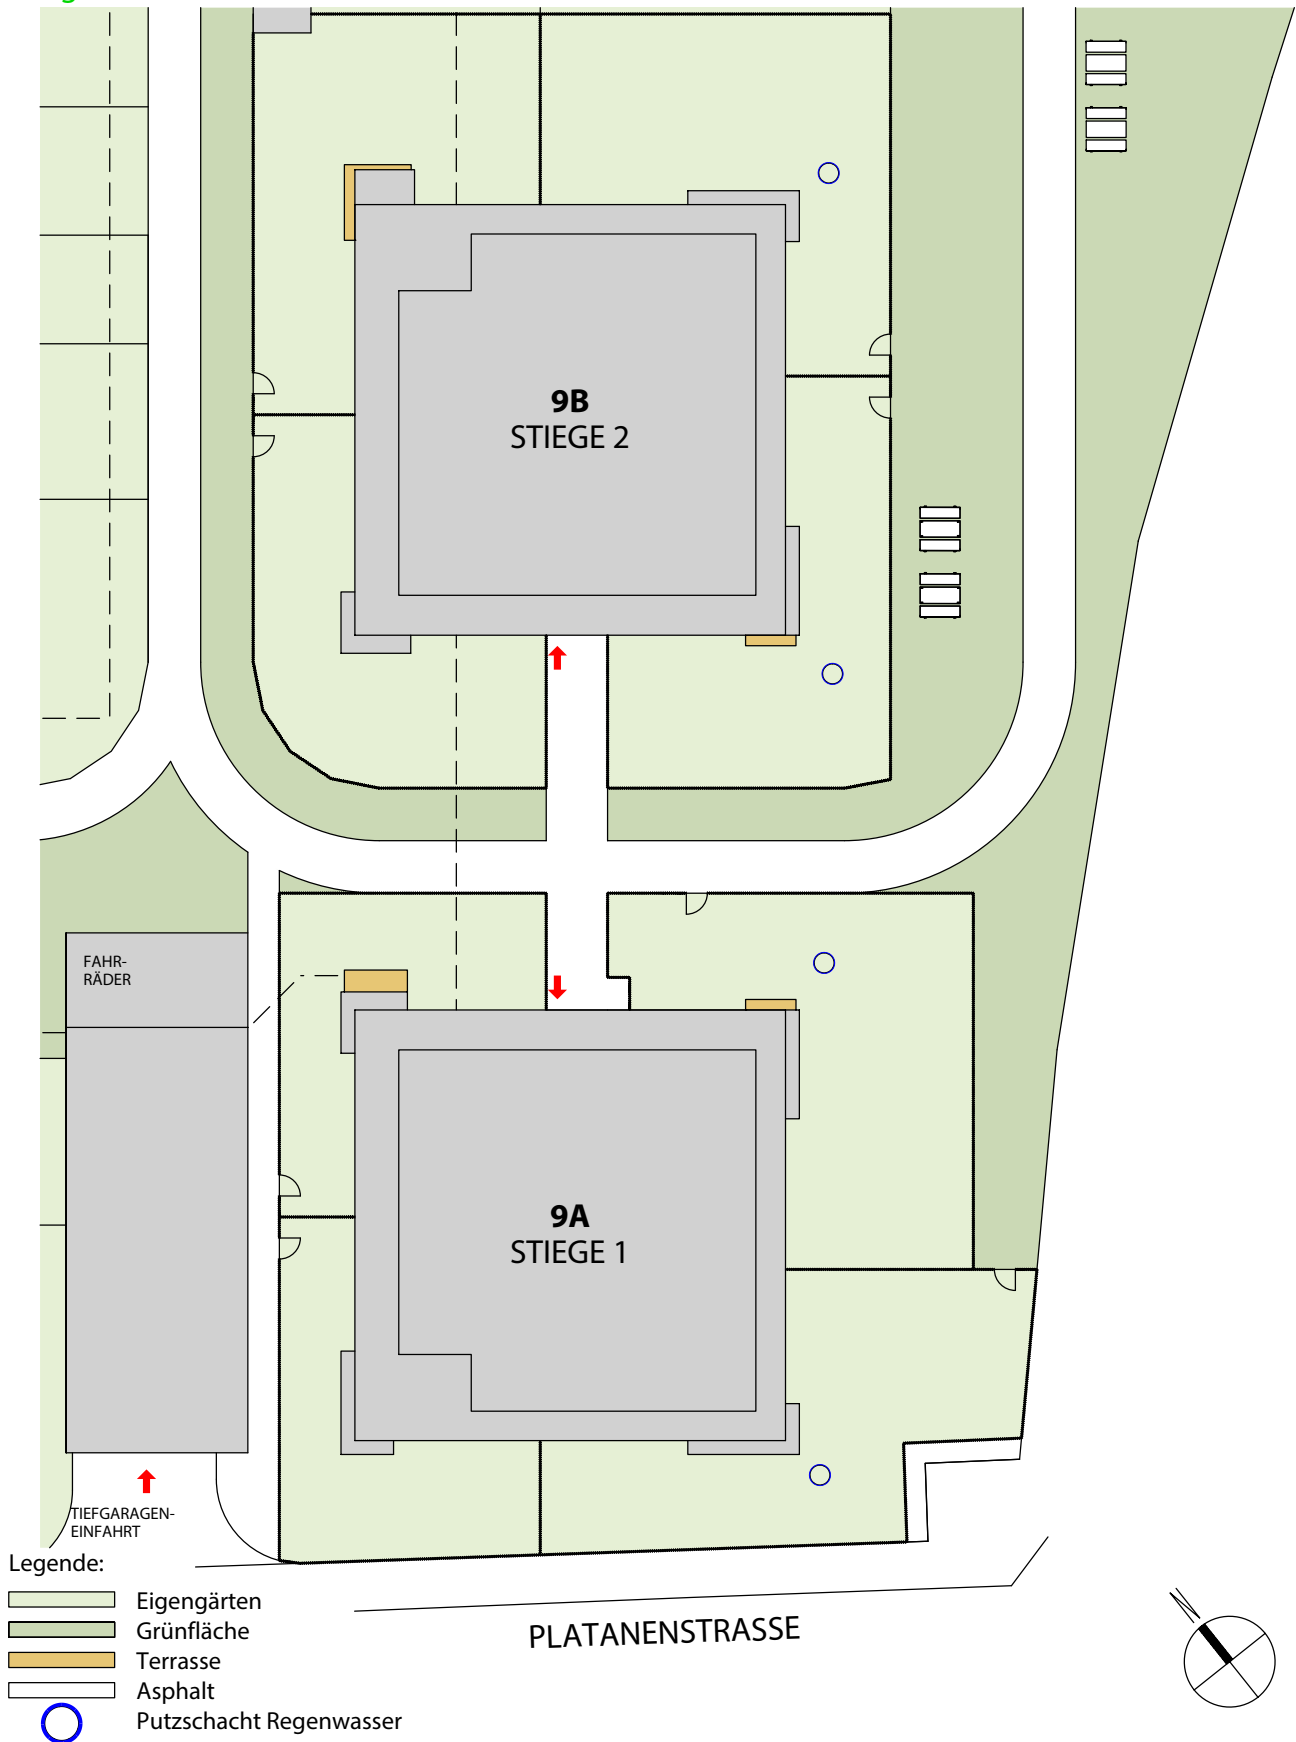 9B
STIEGE 2
FAHR-
RÄDER
9A
STIEGE 1
TIEFGARAGEN-
EINFAHRT
Legende:
Eigengärten
Grünfläche
Terrasse
Asphalt
Putzschacht Regenwasser
PLATANENSTRASSE
N